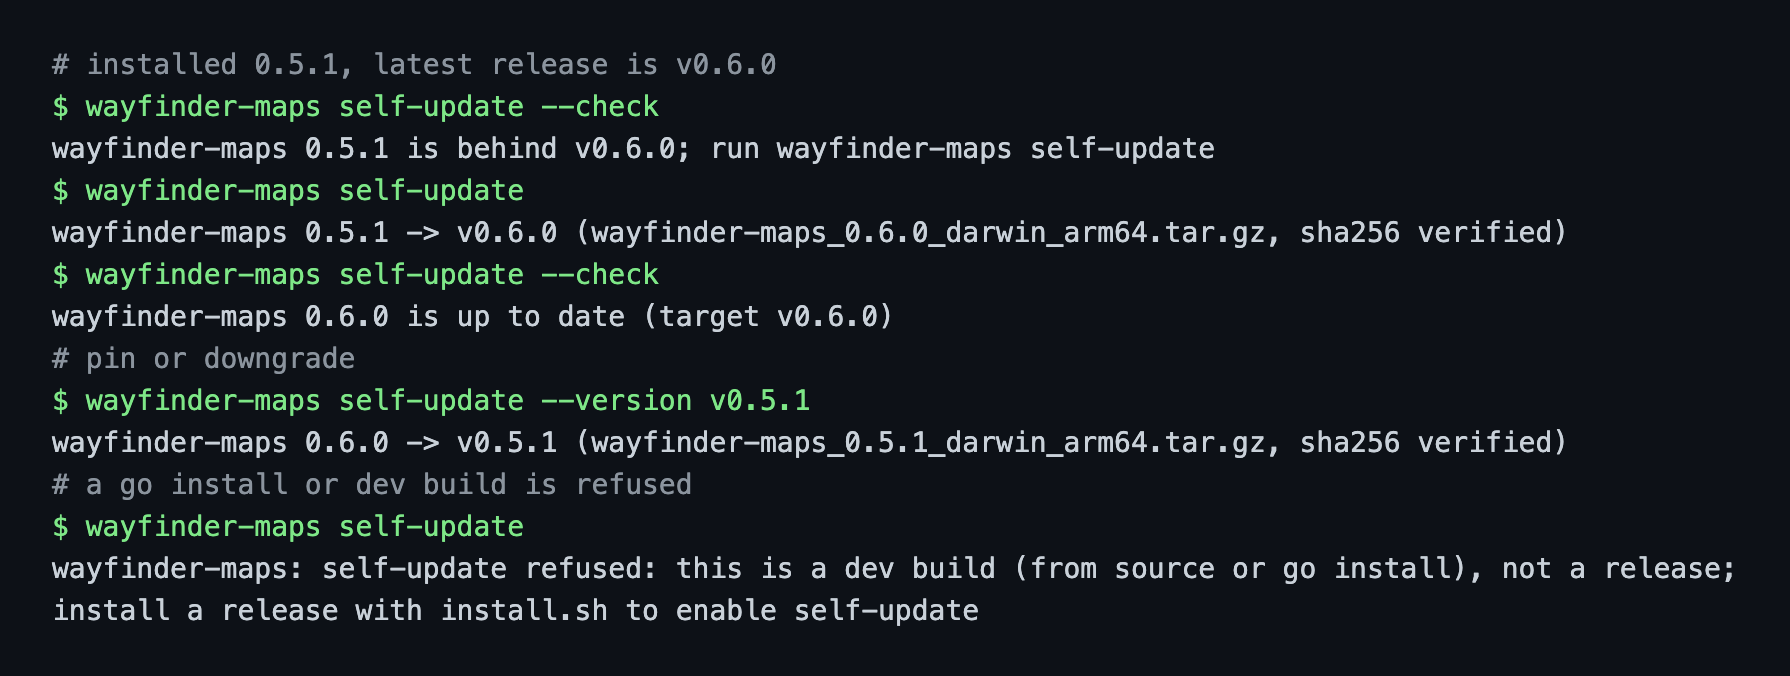 # installed 0.5.1, latest release is v0.6.0
$ wayfinder-maps self-update --check
wayfinder-maps 0.5.1 is behind v0.6.0; run wayfinder-maps self-update
$ wayfinder-maps self-update
wayfinder-maps 0.5.1 -> v0.6.0 (wayfinder-maps_0.6.0_darwin_arm64.tar.gz, sha256 verified)
$ wayfinder-maps self-update --check
wayfinder-maps 0.6.0 is up to date (target v0.6.0)
# pin or downgrade
$ wayfinder-maps self-update --version v0.5.1
wayfinder-maps 0.6.0 -> v0.5.1 (wayfinder-maps_0.5.1_darwin_arm64.tar.gz, sha256 verified)
# a go install or dev build is refused
$ wayfinder-maps self-update
wayfinder-maps: self-update refused: this is a dev build (from source or go install), not a release;
install a release with install.sh to enable self-update